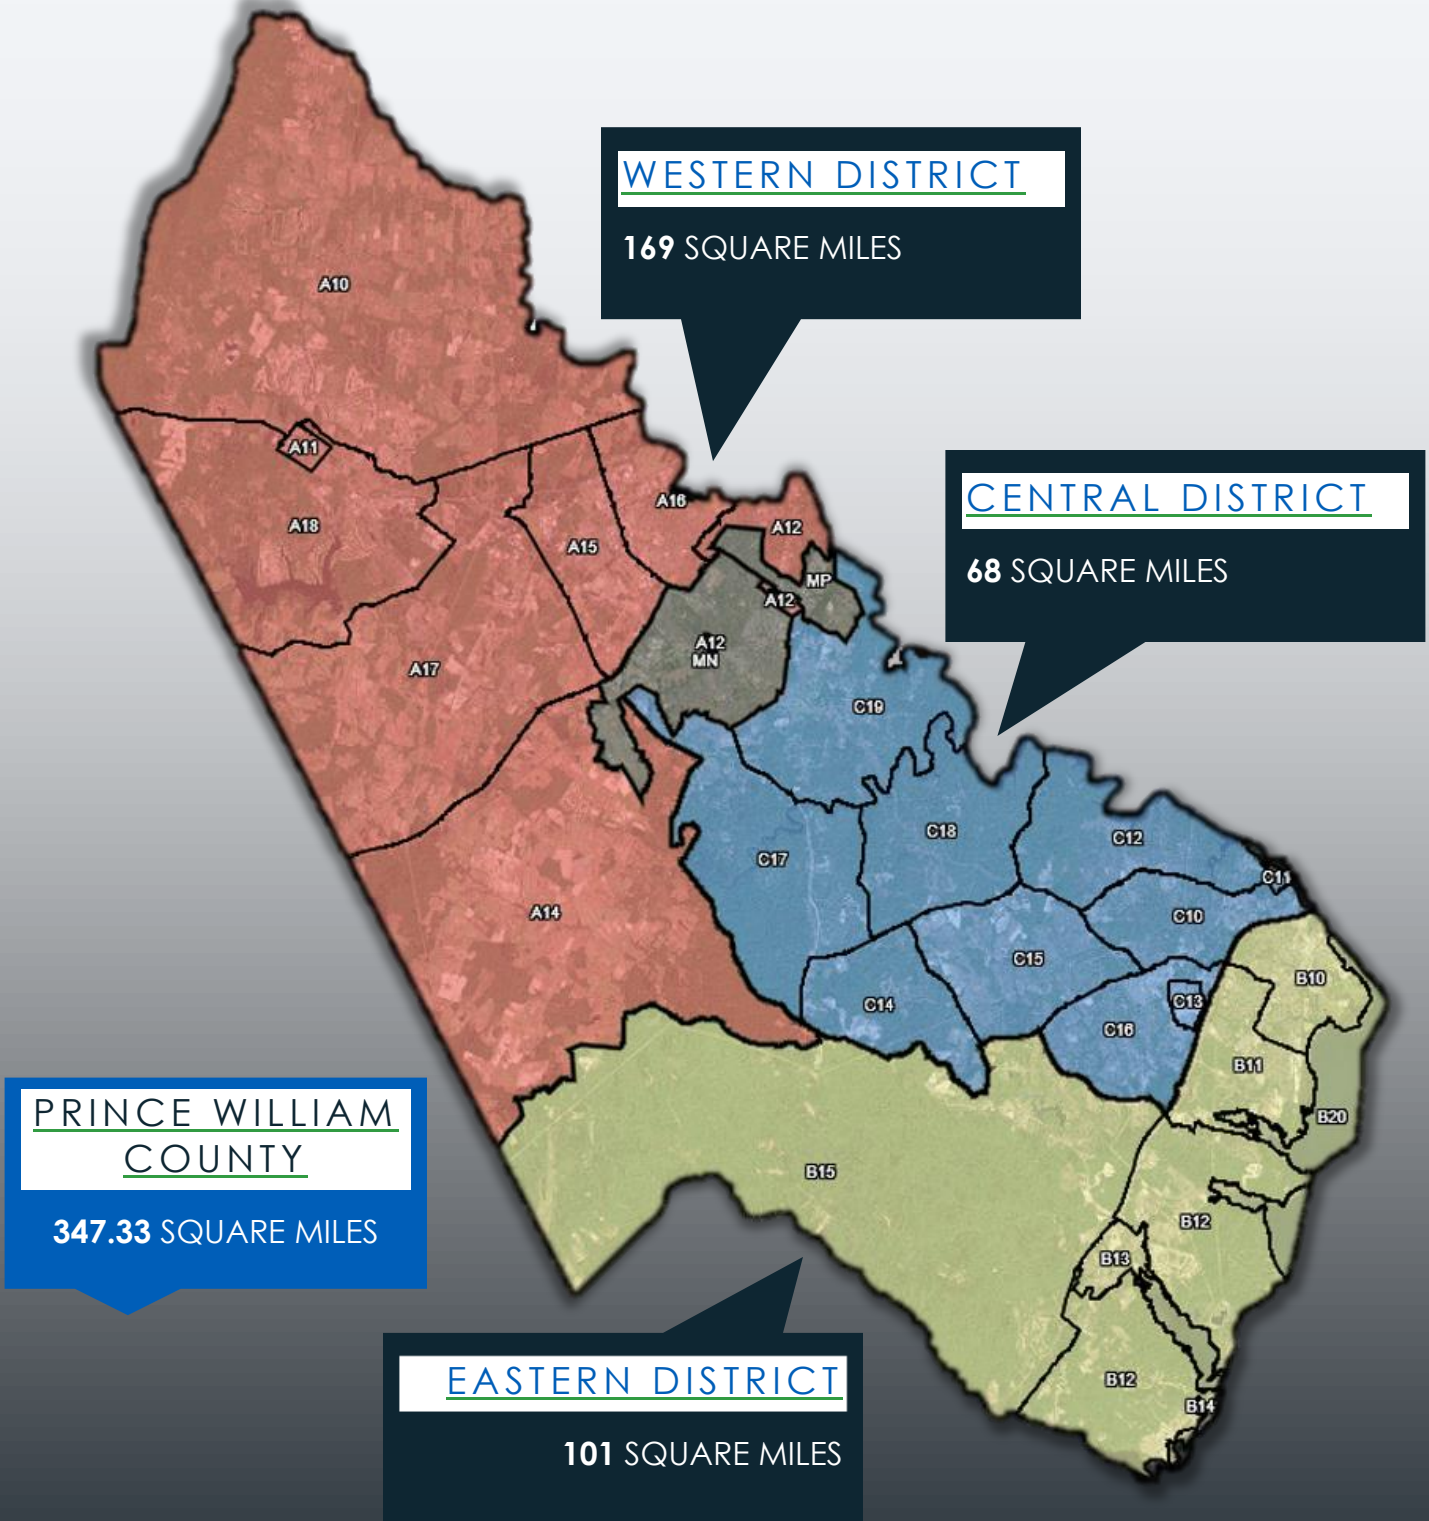 WESTERN DISTRICT
169 SQUARE MILES
A10
A11
A18
A16
A12
A15
MP
A12
A12
MN
A17
CENTRAL DISTRICT
68 SQUARE MILES
C19
C18
C12
C17
C11
C10
A14
C15
C14
C13
C16
B10
B11
B20
PRINCE WILLIAM
COUNTY
347.33 SQUARE MILES
B15
B12
B13
B12
B14
EASTERN DISTRICT
101 SQUARE MILES